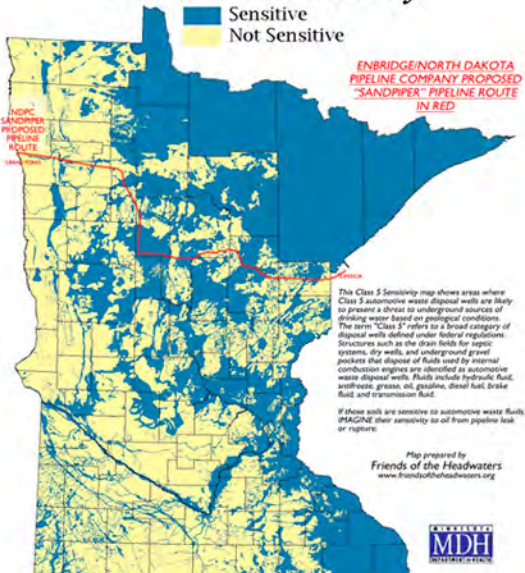 Sensitive
Not Sensitive
ENBRIDGE/NORTH DAKOTA
PIPELINE COMPANY PROPOSED
"SANDPIPER" PIPELINE ROUTE
IN RED
NDPC
SANDPIPER
PROPOSED
PIPELINE
ROUTE
This Class 5 Sensitivity map shows areas where
Class 5 automotive waste disposal wells are likely
to present a threat to underground sources of
drinking water based on geological conditions.
The term "Class 5" refers to a broad category of
disposal wells defined under federal regulations.
Structures such as the drain fields for septic
systems, dry wells, and underground gravel
pockets that dispose of fluids used by internal
combustion engines are identified as automotive
waste disposal wells. Fluids include hydraulic fluid,
antifreeze, grease, oil, gasoline, diesel fuel, brake
fluid, and transmission fluid.
If these soils are sensitive to automotive waste fluids,
IMAGINE their sensitivity to oil from pipeline leak
or rupture.
Map prepared by
Friends of the Headwaters
www.friendsoftheheadwaters.org
MINNESOTA
MDH
DEPARTMENT of HEALTH